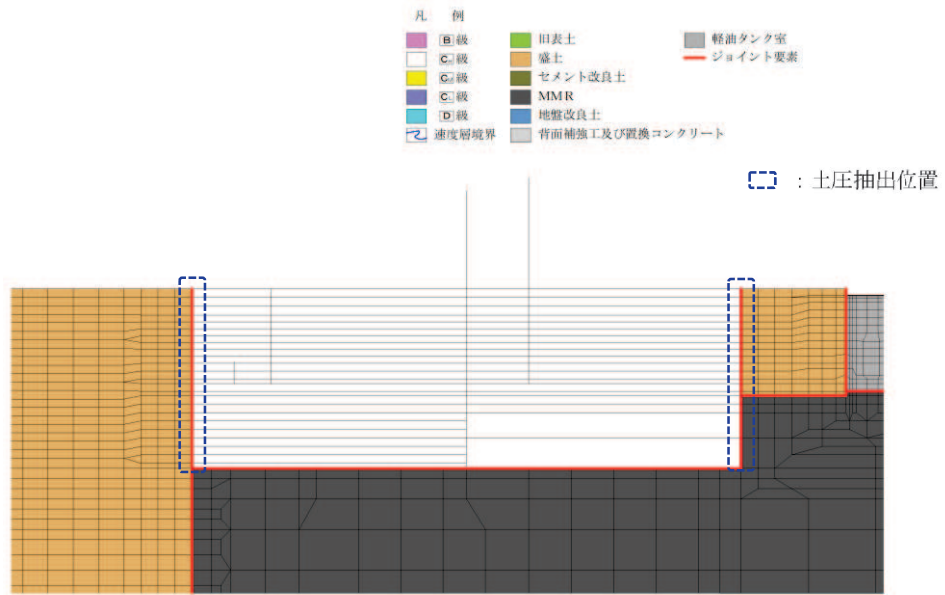 凡 例
B 級
C 級
C 級
C 級
D 級
速度層境界
旧表土
盛土
セメント改良土
MMR
地盤改良土
背面補強工及び置換コンクリート
軽油タンク室
ジョイント要素
：土圧抽出位置